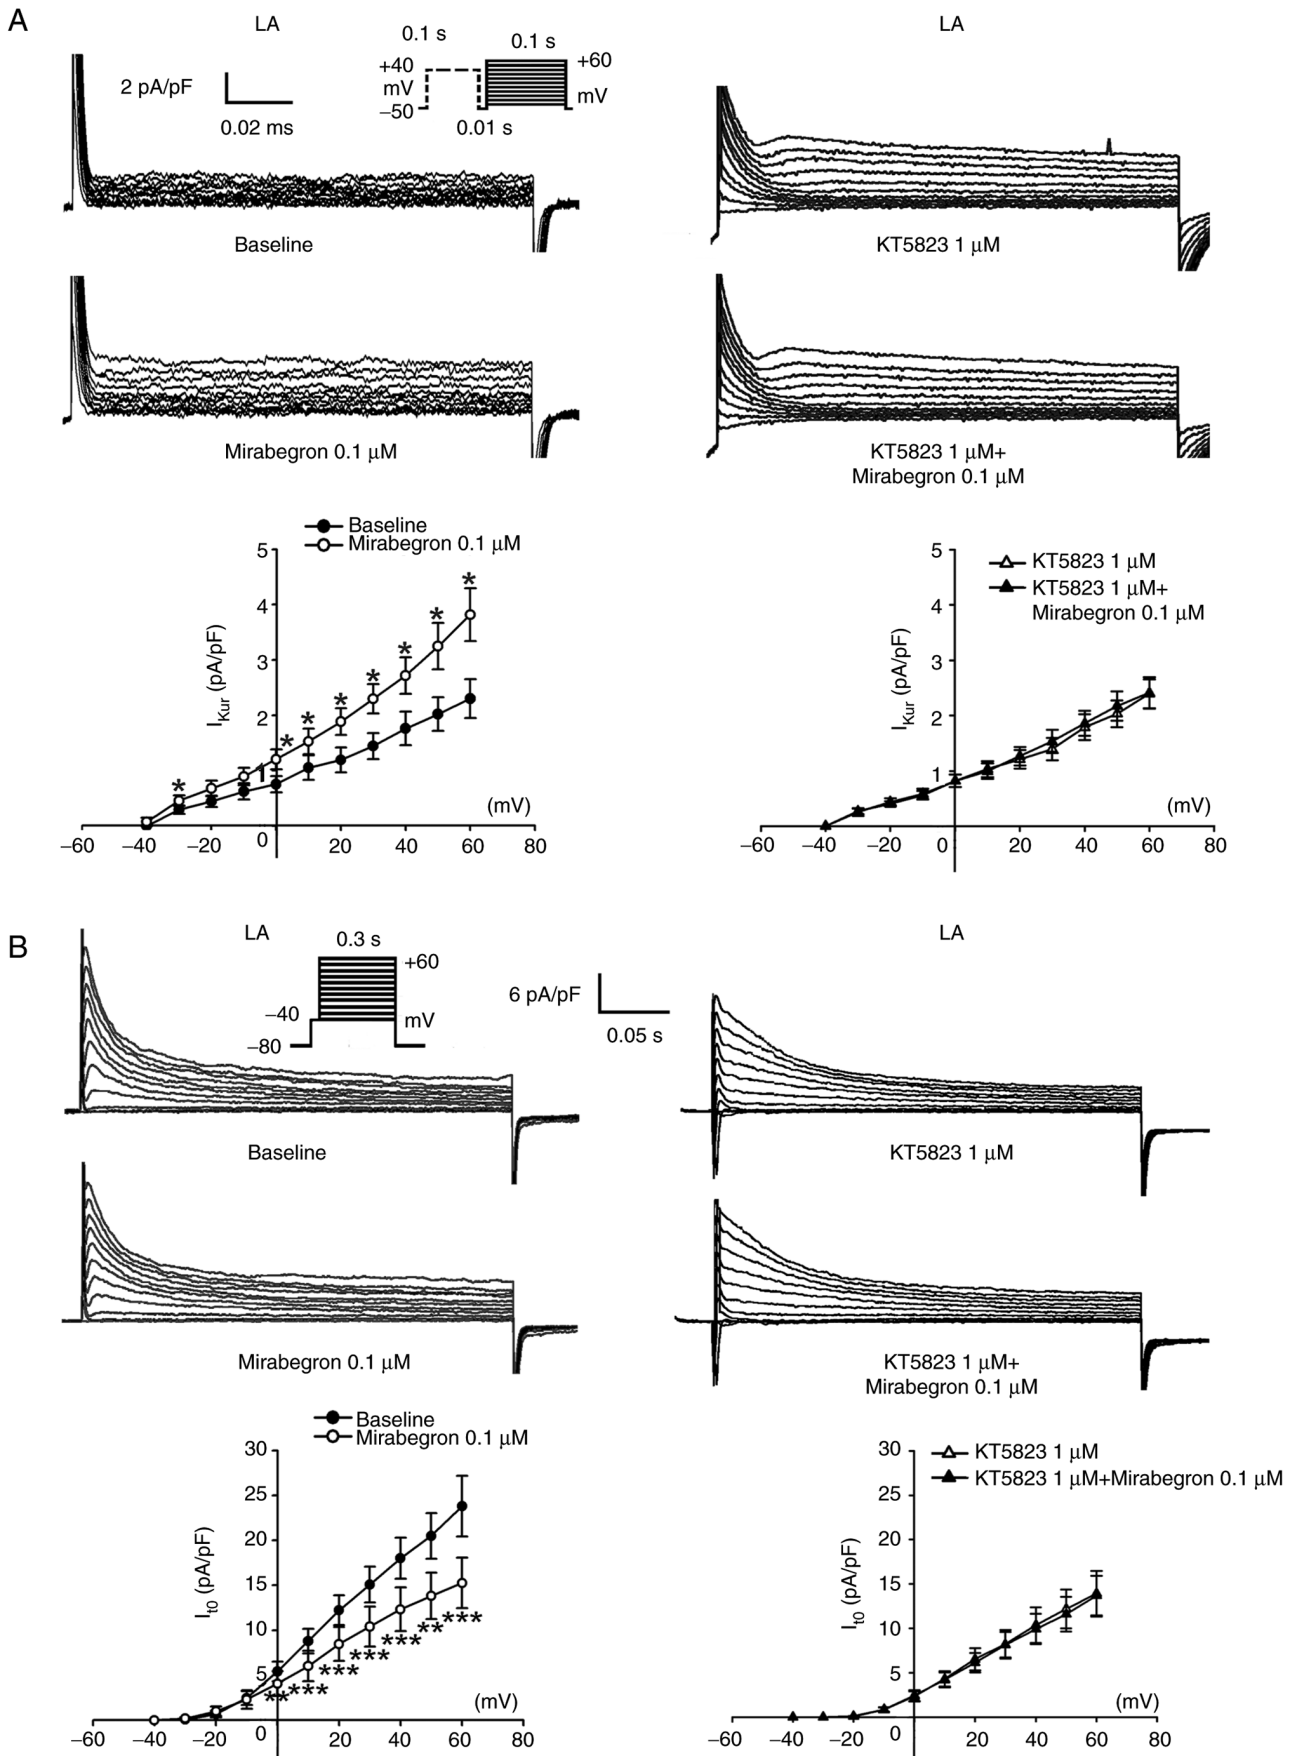 A
LA
LA
0.1 s
0.1 s
+40
mV
−50
+60
mV
0.01 s
2 pA/pF
0.02 ms
Baseline
KT5823 1 μM
Mirabegron 0.1 μM
KT5823 1 μM+
Mirabegron 0.1 μM
Baseline
Mirabegron 0.1 μM
5
4
3
2
1
0
IKur (pA/pF)
* * * * * * * *
(mV)
−60 −40 −20 0 20 40 60 80
KT5823 1 μM
KT5823 1 μM+
Mirabegron 0.1 μM
5
4
3
2
1
IKur (pA/pF)
(mV)
−60 −40 −20 0 20 40 60 80
B
LA
LA
0.3 s
+60
−40
mV
−80
6 pA/pF
0.05 s
Baseline
KT5823 1 μM
Mirabegron 0.1 μM
KT5823 1 μM+
Mirabegron 0.1 μM
Baseline
Mirabegron 0.1 μM
30
25
20
15
10
5
It0 (pA/pF)
** *** *** *** *** ** ***
(mV)
−60 −40 −20 0 20 40 60 80
KT5823 1 μM
KT5823 1 μM+Mirabegron 0.1 μM
30
25
20
15
10
5
It0 (pA/pF)
(mV)
−60 −40 −20 0 20 40 60 80